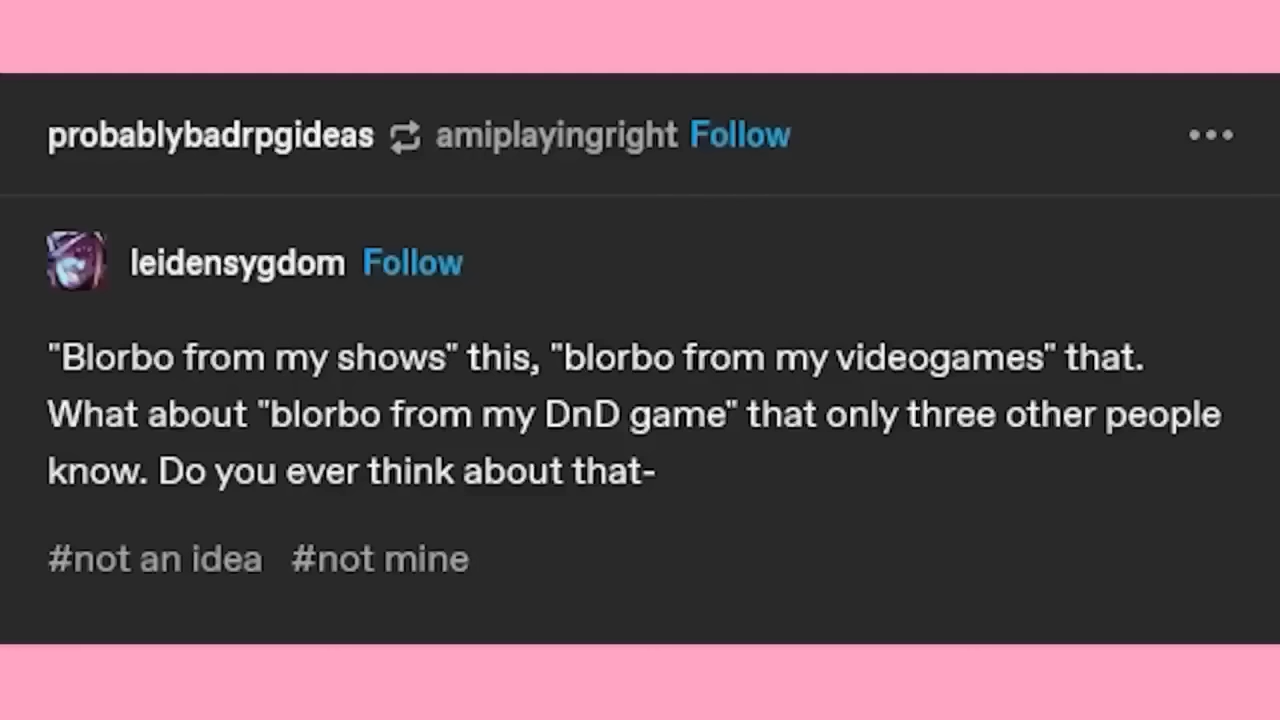 probablybadrpgideas amiplayingright Follow
leidensygdom Follow
"Blorbo from my shows" this, "blorbo from my videogames" that.
What about "blorbo from my DnD game" that only three other people
know. Do you ever think about that-
#not an idea #not mine